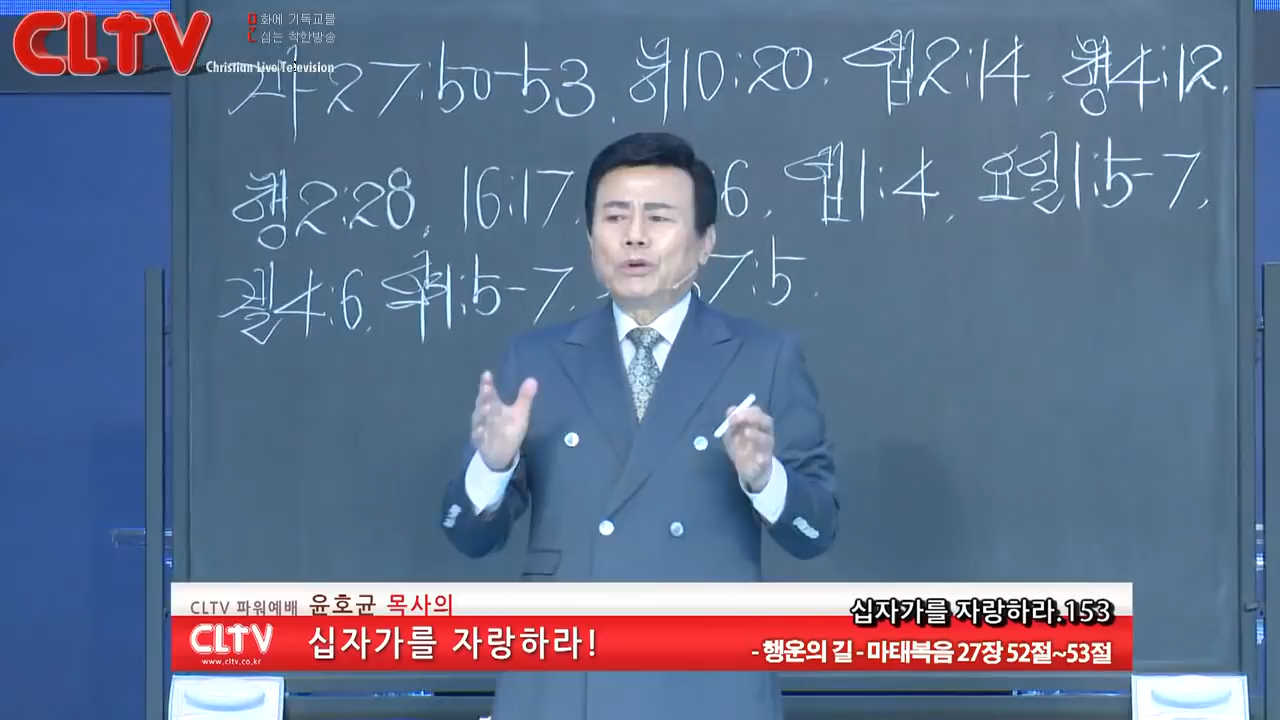 CLTV
문화에 기독교를
심는 착한방송
Christian Live Television
마27:50-53, 히10:20, 엡2:14, 행4:12,
행2:28, 16:17, 6, 엡1:4, 요일1:5-7,
겔4:6, 슥1:5-7, 7:5.
CLTV 파워예배 윤호균 목사의
CLTV
www.cltv.co.kr
십자가를 자랑하라!
십자가를 자랑하라.153
- 행운의 길 - 마태복음 27장 52절~53절